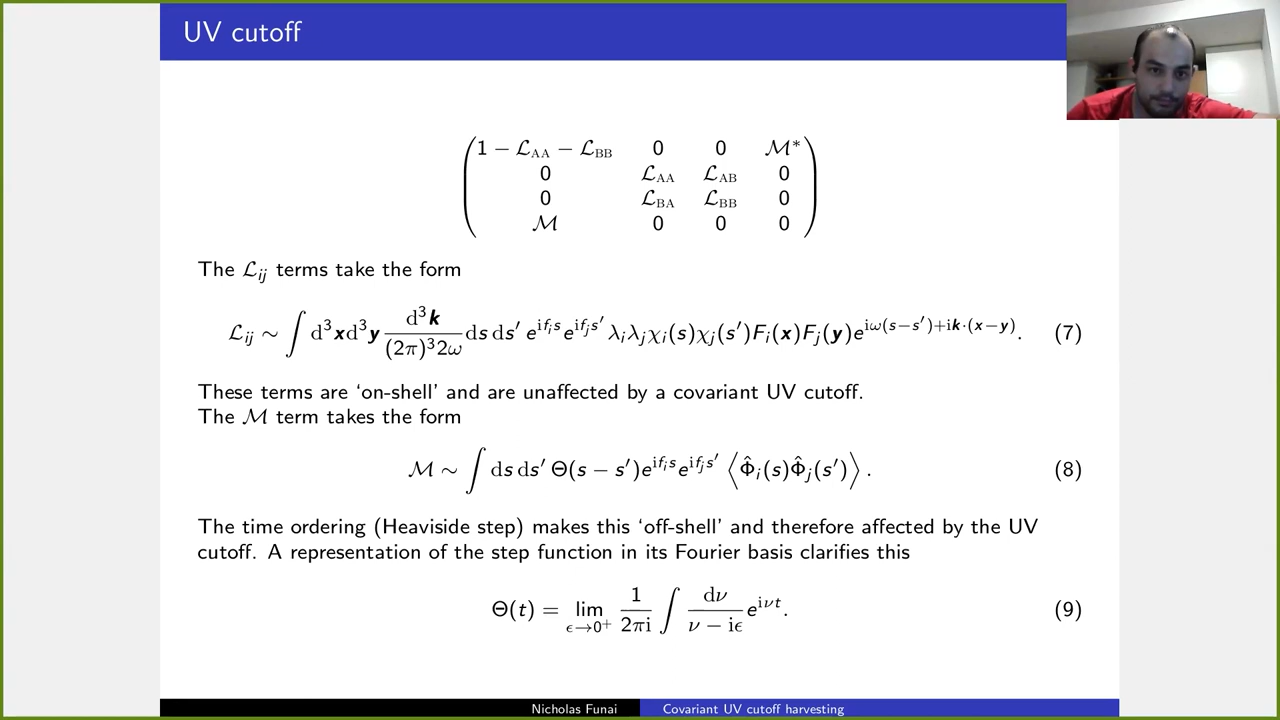 UV cutoff
1 − ℒ_AA − ℒ_BB 0 0 ℳ*
0 ℒ_AA ℒ_AB 0
0 ℒ_BA ℒ_BB 0
ℳ 0 0 0
The ℒ_ij terms take the form
ℒ_ij ∼ ∫ d³x d³y d³k/((2π)³2ω) ds ds′ e^{if_i s} e^{if_j s′} λ_i λ_j χ_i(s) χ_j(s′) F_i(x) F_j(y) e^{iω(s−s′)+ik·(x−y)}. (7)
These terms are ‘on-shell’ and are unaffected by a covariant UV cutoff.
The ℳ term takes the form
ℳ ∼ ∫ ds ds′ Θ(s − s′) e^{if_i s} e^{if_j s′} ⟨Φ̂_i(s) Φ̂_j(s′)⟩. (8)
The time ordering (Heaviside step) makes this ‘off-shell’ and therefore affected by the UV
cutoff. A representation of the step function in its Fourier basis clarifies this
Θ(t) = lim_{ϵ→0⁺} 1/(2πi) ∫ dν/(ν − iϵ) e^{iνt}. (9)
Nicholas Funai
Covariant UV cutoff harvesting